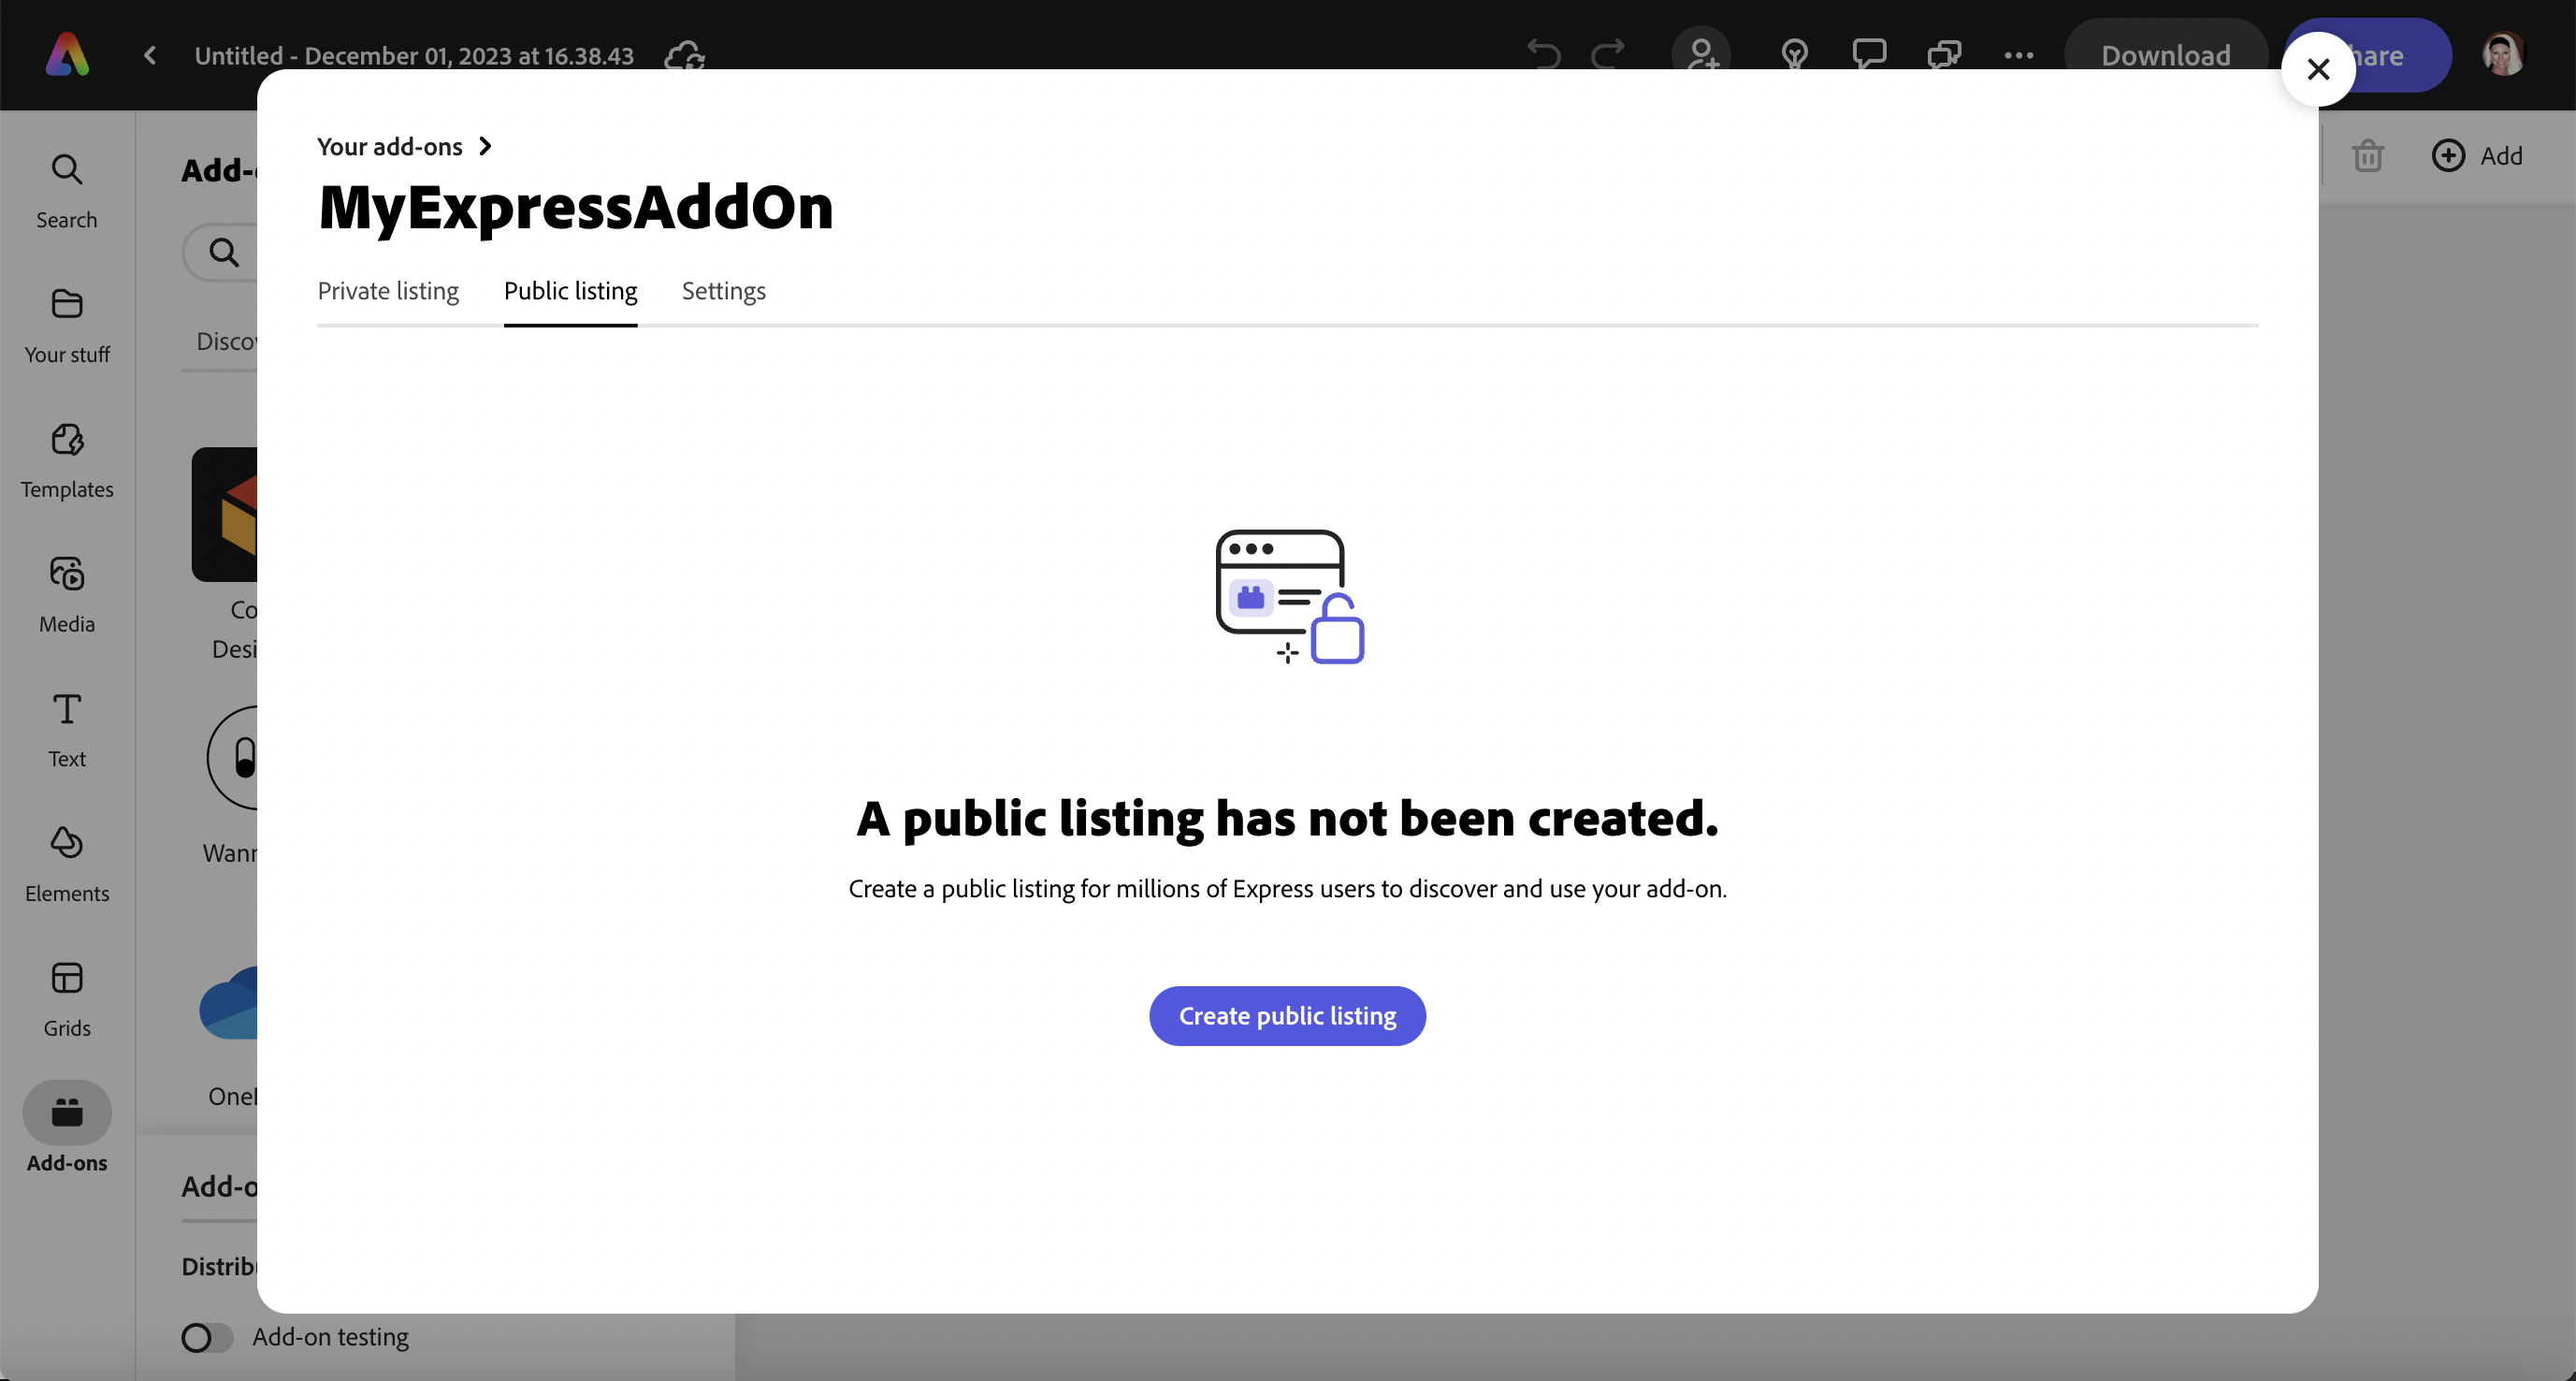 Untitled - December 01, 2023 at 16.38.43
Download
hare
Search
Your stuff
Templates
Media
Text
Elements
Grids
Add-ons
Add-
Disco
Co
Desi
Wann
One
Add-o
Distrib
Add-on testing
Add
Your add-ons
MyExpressAddOn
Private listing
Public listing
Settings
A public listing has not been created.
Create a public listing for millions of Express users to discover and use your add-on.
Create public listing